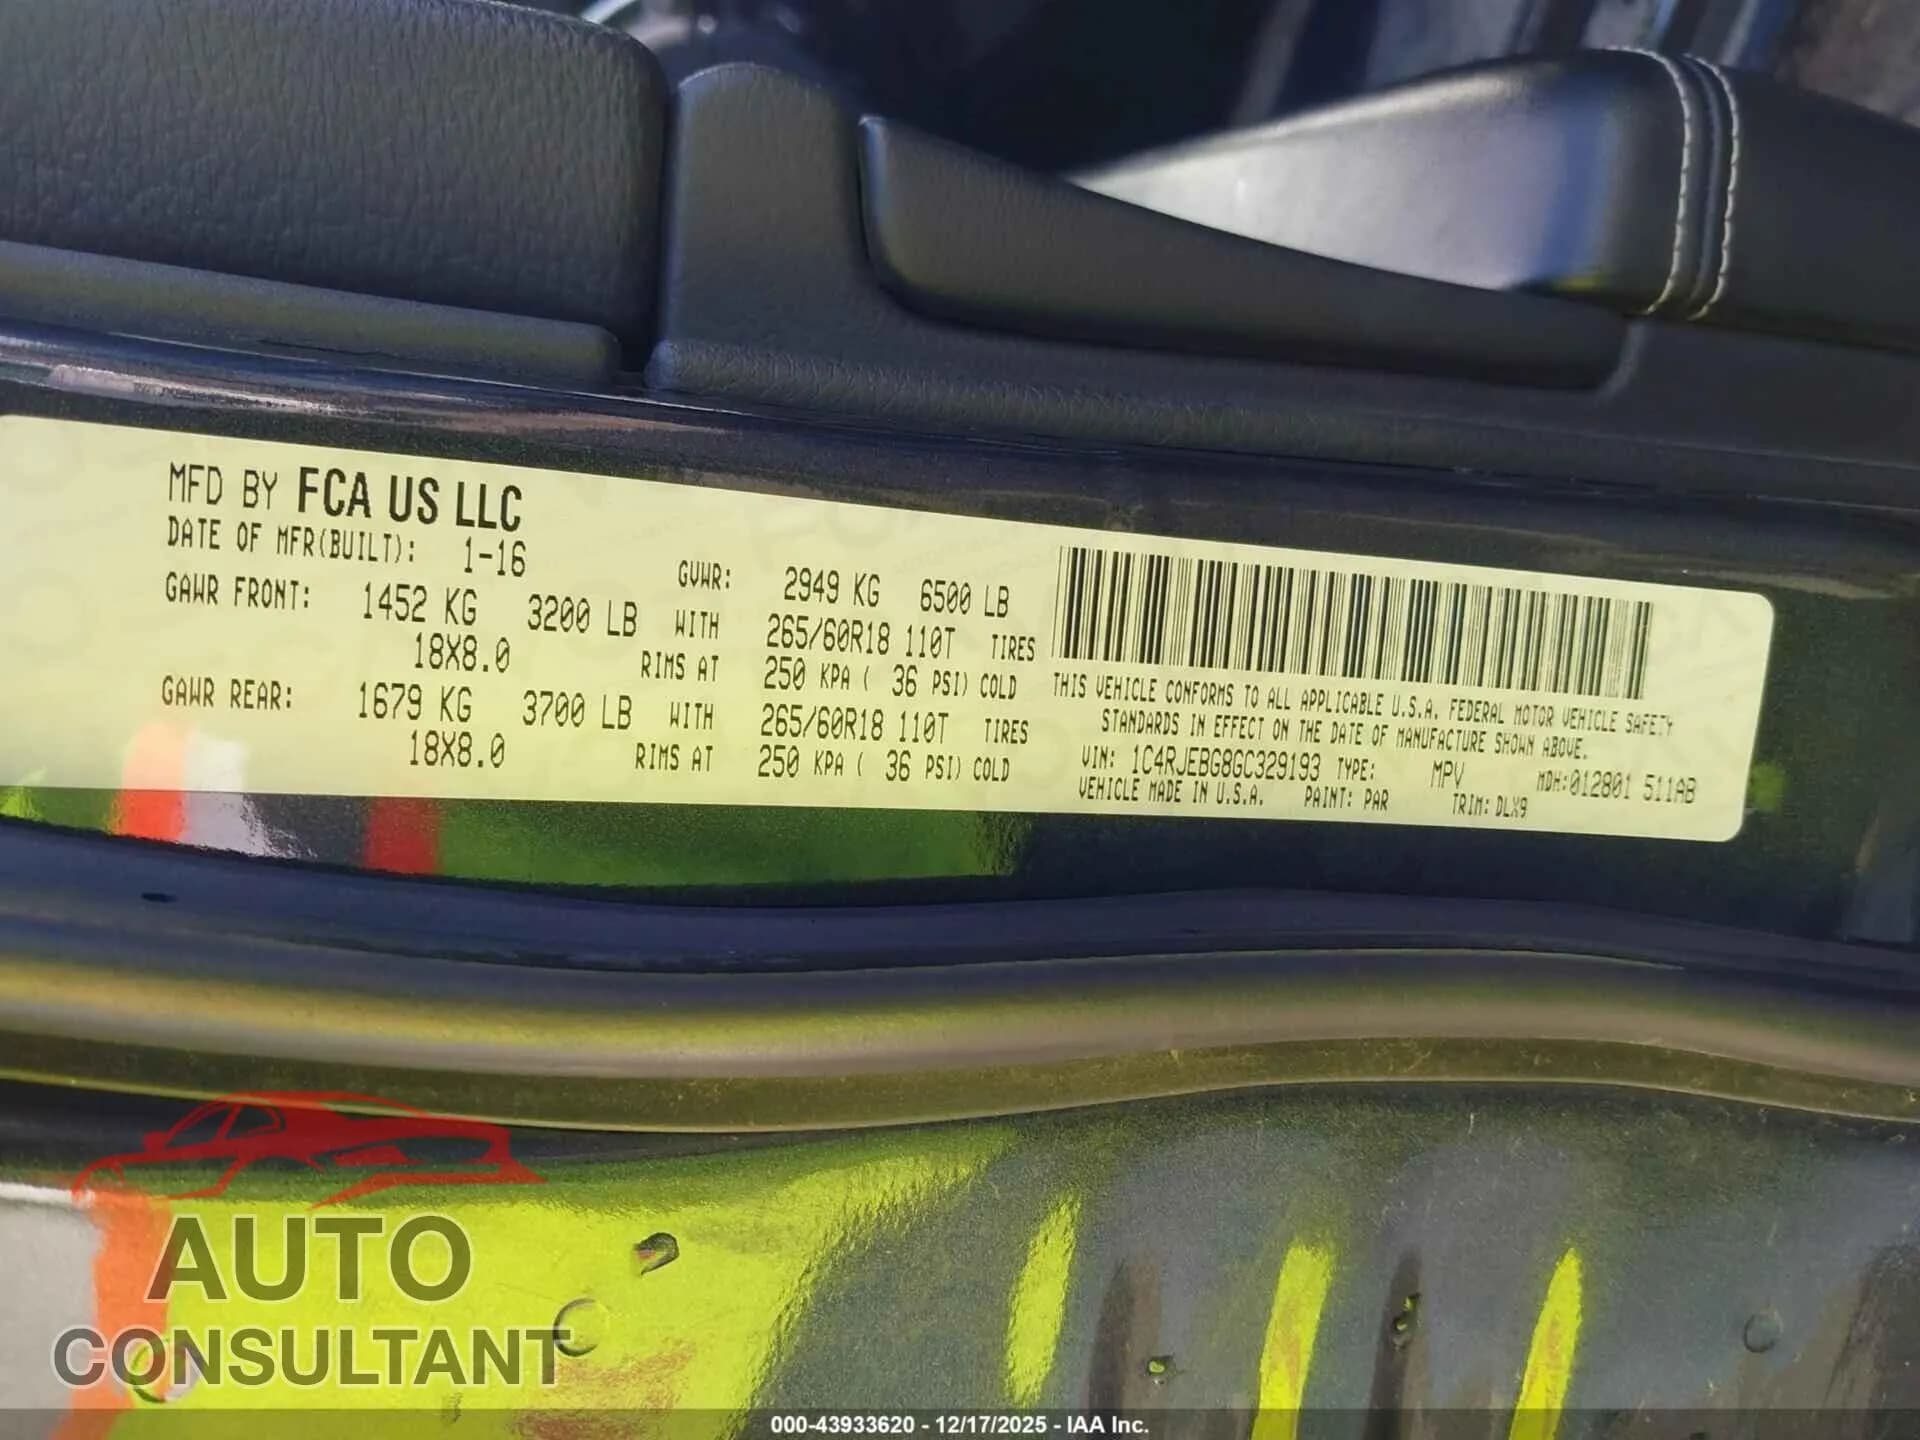 MFD BY FCA US LLC
DATE OF MFR(BUILT): 1-16 GVWR: 2949 KG 6500 LB
GAWR FRONT: 1452 KG 3200 LB WITH 265/60R18 110T TIRES
18X8.0 RIMS AT 250 KPA ( 36 PSI) COLD
GAWR REAR: 1679 KG 3700 LB WITH 265/60R18 110T TIRES
18X8.0 RIMS AT 250 KPA ( 36 PSI) COLD
THIS VEHICLE CONFORMS TO ALL APPLICABLE U.S.A. FEDERAL MOTOR VEHICLE SAFETY
STANDARDS IN EFFECT ON THE DATE OF MANUFACTURE SHOWN ABOVE.
VIN: 1C4RJEBG8GC329193 TYPE: MPV MDH:012801 511AB
VEHICLE MADE IN U.S.A. PAINT: PAR TRIM: DLX9
AUTO
CONSULTANT
000-43933620 - 12/17/2025 - IAA Inc.